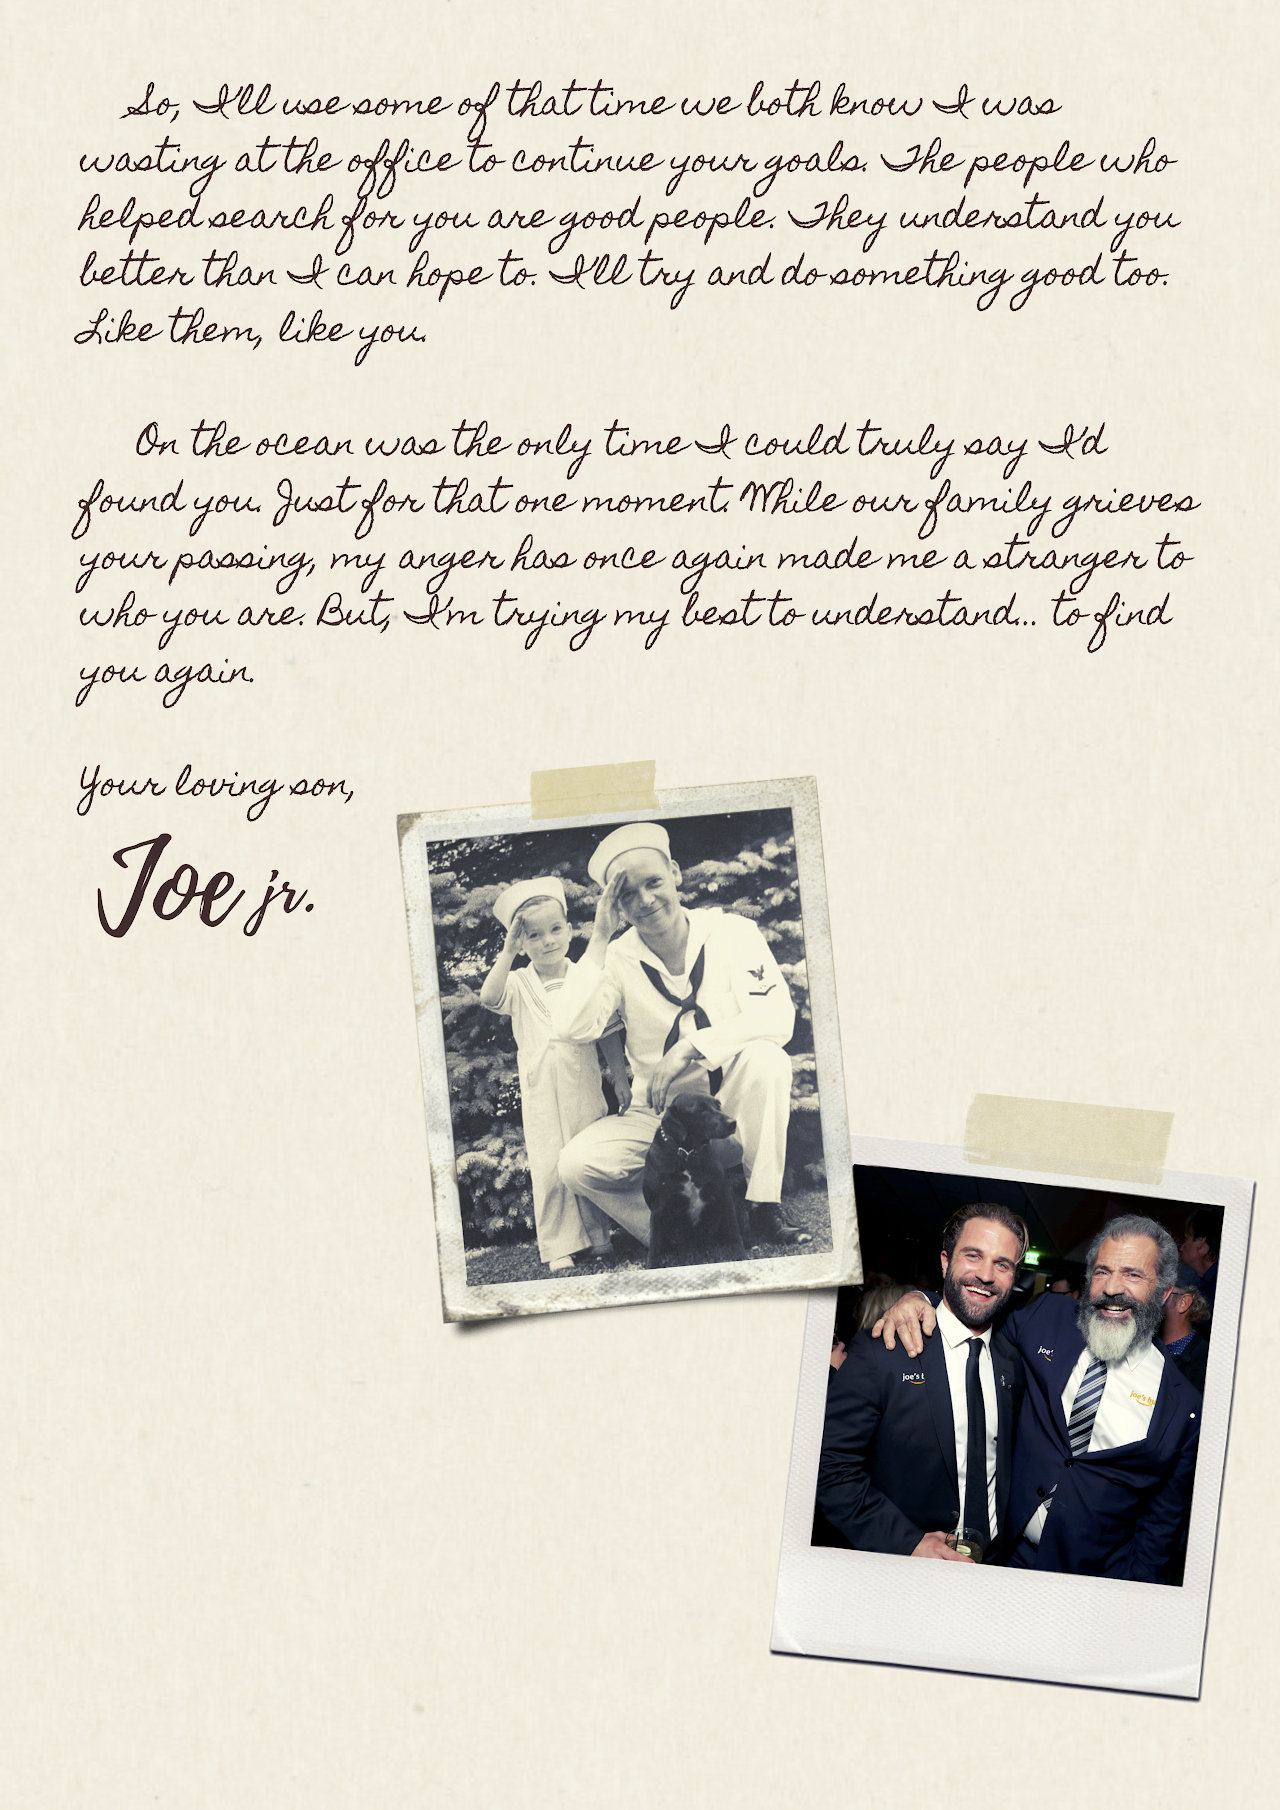 So, I'll use some of that time we both know I was
wasting at the office to continue your goals. The people who
helped search for you are good people. They understand you
better than I can hope to. I'll try and do something good too.
Like them, like you.
On the ocean was the only time I could truly say I'd
found you. Just for that one moment. While our family grieves
your passing, my anger has once again made me a stranger to
who you are. But, I'm trying my best to understand... to find
you again.
Your loving son,
Joe jr.
joe's
joe's
joe's